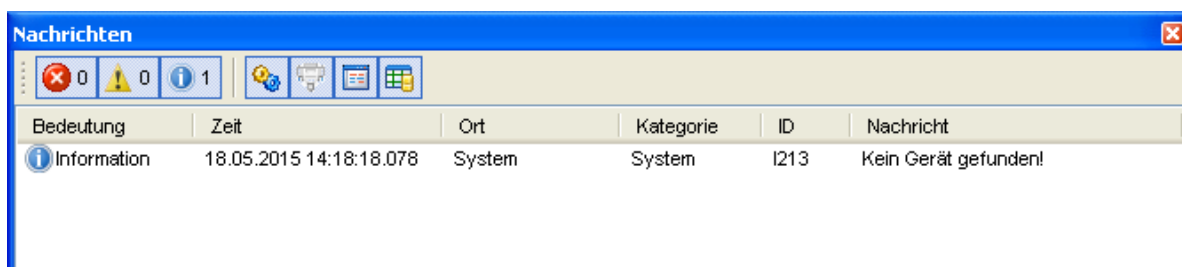 Nachrichten
0 0 1
Bedeutung Zeit Ort Kategorie ID Nachricht
Information 18.05.2015 14:18:18.078 System System I213 Kein Gerät gefunden!